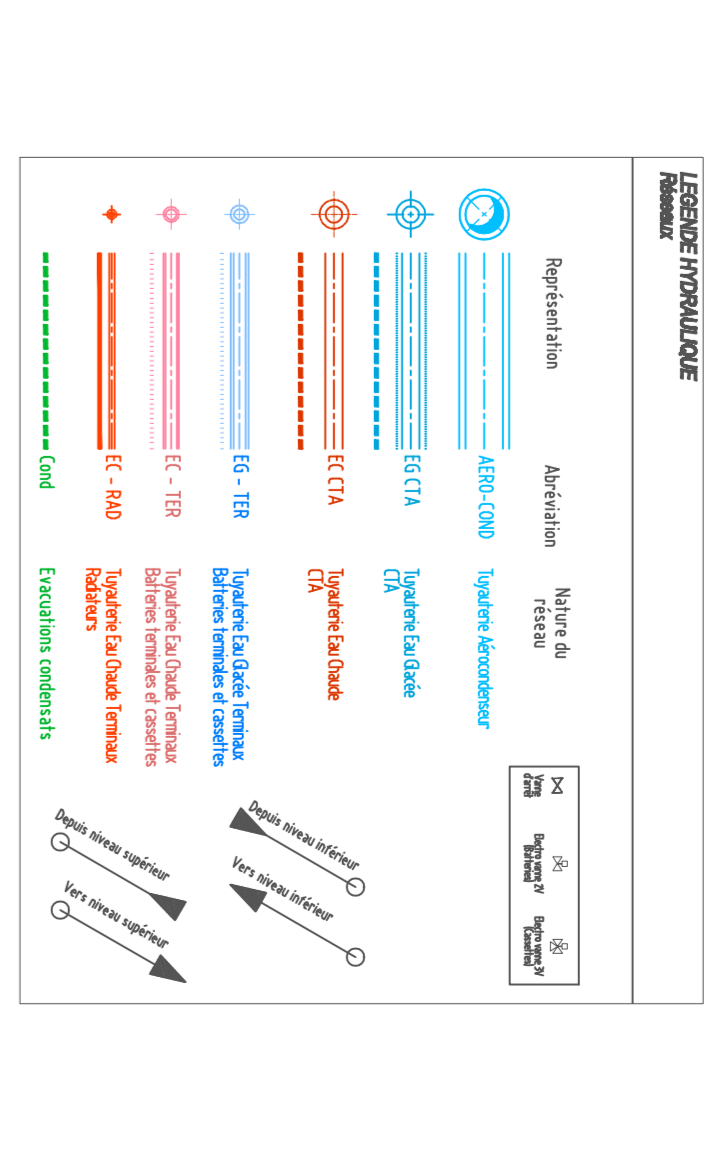 LEGENDE HYDRAULIQUE
Réseaux
Représentation
Abréviation
Nature du
réseau
AERO-COND
Tuyauterie Aérocondenseur
EG CTA
Tuyauterie Eau Glacée
CTA
EC CTA
Tuyauterie Eau Chaude
CTA
EG - TER
Tuyauterie Eau Glacée Terminaux
Batteries terminales et cassettes
EC - TER
Tuyauterie Eau Chaude Terminaux
Batteries terminales et cassettes
EC - RAD
Tuyauterie Eau Chaude Terminaux
Radiateurs
Cond
Evacuations condensats
Vanne
d'arrêt
Electro vanne 2V
(Batteries)
Electro vanne 3V
(Cassettes)
Depuis niveau inférieur
Vers niveau inférieur
Depuis niveau supérieur
Vers niveau supérieur